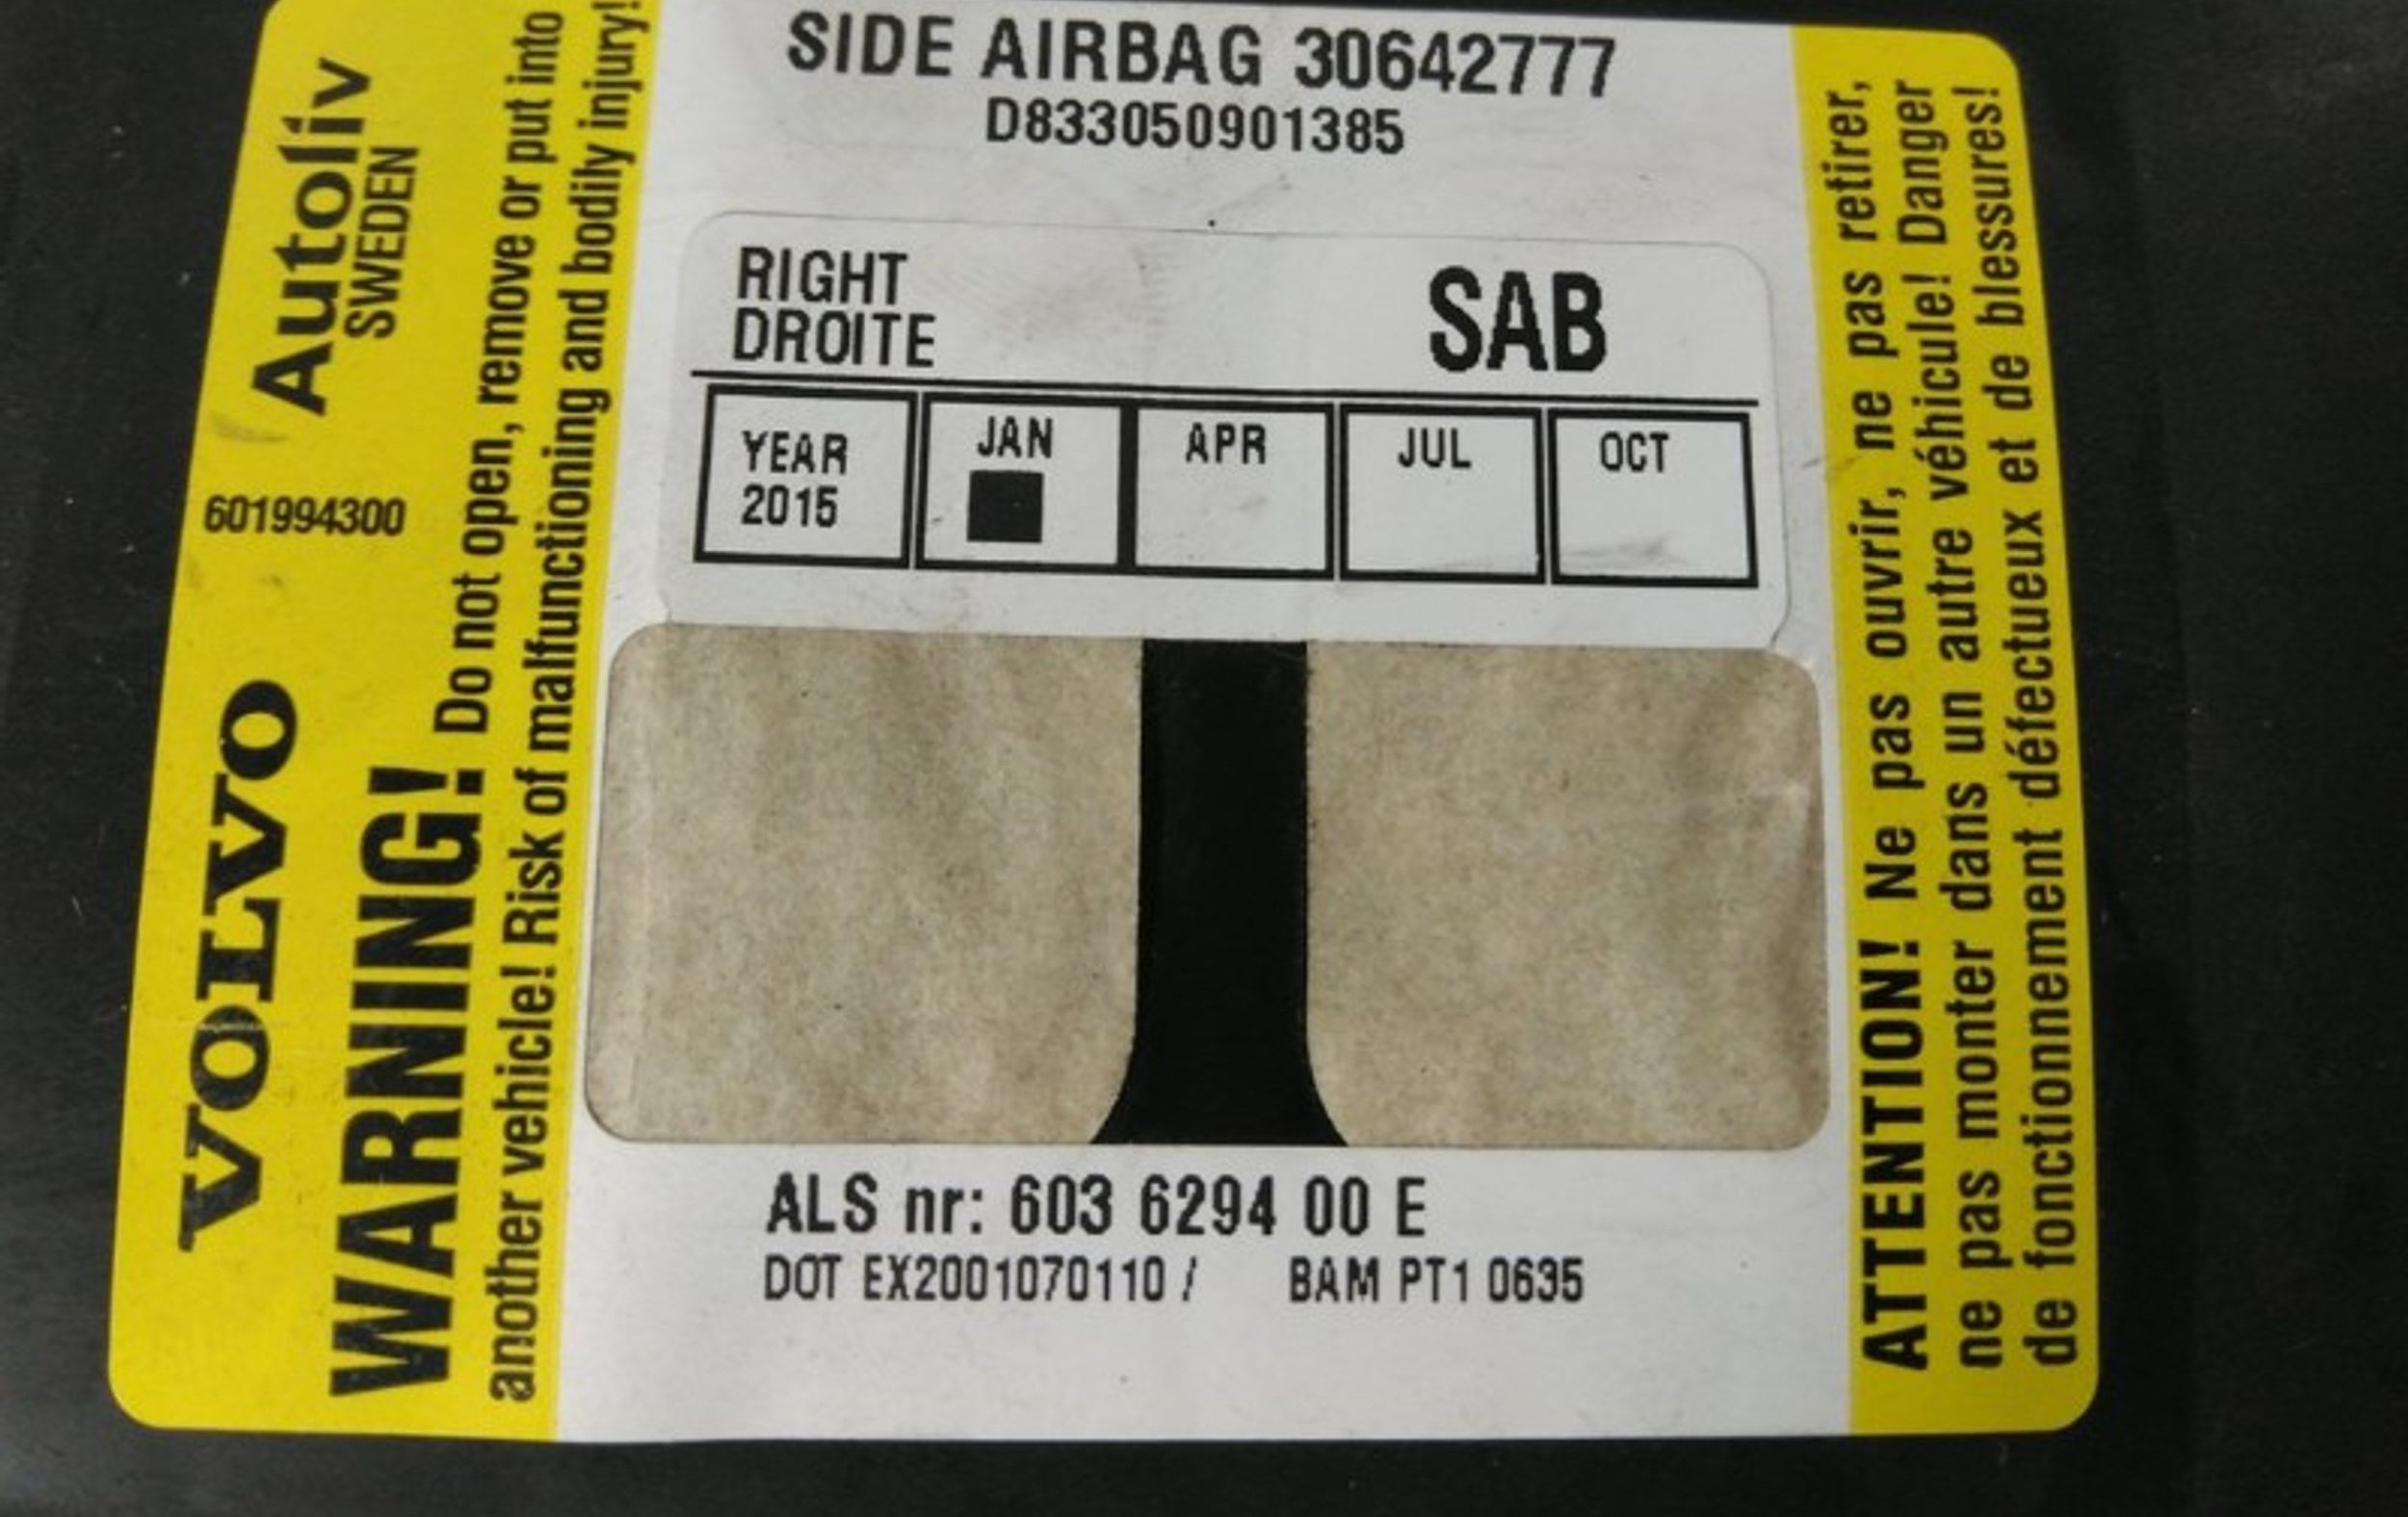 VOLVO
601994300
Autoliv
SWEDEN
WARNING! Do not open, remove or put into
another vehicle! Risk of malfunctioning and bodily injury!
SIDE AIRBAG 30642777
D833050901385
RIGHT
DROITE
SAB
YEAR
2015
JAN
APR
JUL
OCT
ALS nr: 603 6294 00 E
DOT EX2001070110 / BAM PT1 0635
ATTENTION! Ne pas ouvrir, ne pas retirer,
ne pas monter dans un autre véhicule! Danger
de fonctionnement défectueux et de blessures!